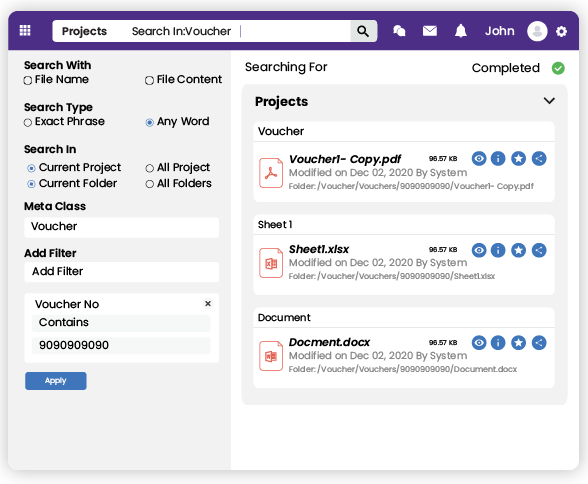 Projects Search In:Voucher John
Search With
File Name File Content
Search Type
Exact Phrase Any Word
Search In
Current Project All Project
Current Folder All Folders
Meta Class
Voucher
Add Filter
Add Filter
Voucher No ×
Contains
9090909090
Apply
Searching For Completed
Projects
Voucher
Voucher1- Copy.pdf 96.57 KB
Modified on Dec 02, 2020 By System
Folder:/Voucher/Vouchers/9090909090/Voucher1- Copy.pdf
Sheet 1
Sheet1.xlsx 96.57 KB
Modified on Dec 02, 2020 By System
Folder:/Voucher/Vouchers/9090909090/Sheet1.xlsx
Document
Docment.docx 96.57 KB
Modified on Dec 02, 2020 By System
Folder:/Voucher/Vouchers/9090909090/Document.docx